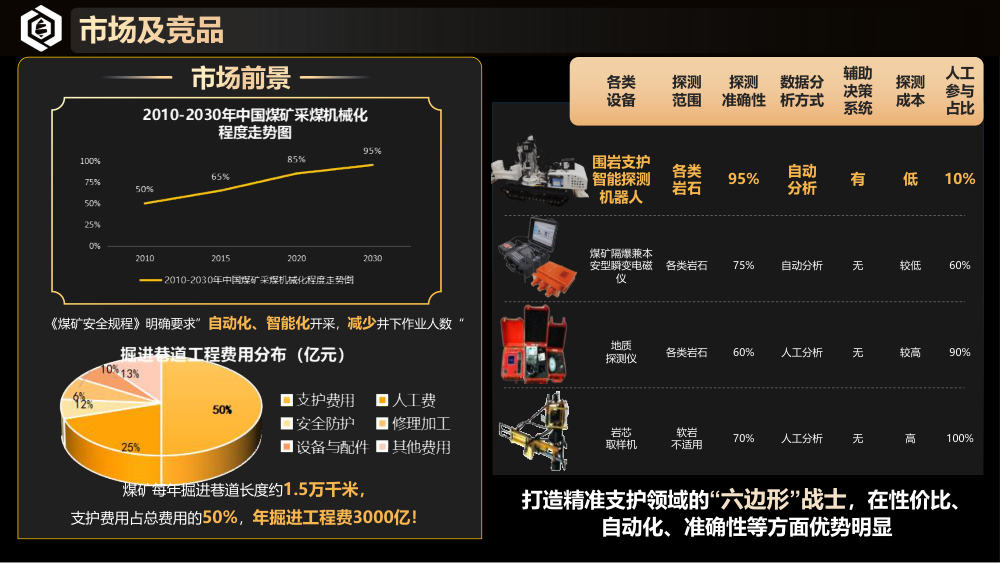 市场及竞品
市场前景
2010-2030年中国煤矿采煤机械化
程度走势图
100%
75%
50%
25%
0%
50%
65%
85%
95%
2010
2015
2020
2030
2010-2030年中国煤矿采煤机械化程度走势图
《煤矿安全规程》明确要求”自动化、智能化开采，减少井下作业人数“
掘进巷道工程费用分布（亿元）
10%
13%
6%
12%
50%
25%
支护费用
人工费
安全防护
修理加工
设备与配件
其他费用
煤矿每年掘进巷道长度约1.5万千米，
支护费用占总费用的50%，年掘进工程费3000亿！
各类
设备
探测
范围
探测
准确性
数据分
析方式
辅助
决策
系统
探测
成本
人工
参与
占比
围岩支护
智能探测
机器人
各类
岩石
95%
自动
分析
有
低
10%
煤矿隔爆兼本
安型瞬变电磁
仪
各类岩石
75%
自动分析
无
较低
60%
地质
探测仪
各类岩石
60%
人工分析
无
较高
90%
岩芯
取样机
软岩
不适用
70%
人工分析
无
高
100%
打造精准支护领域的“六边形”战士，在性价比、
自动化、准确性等方面优势明显